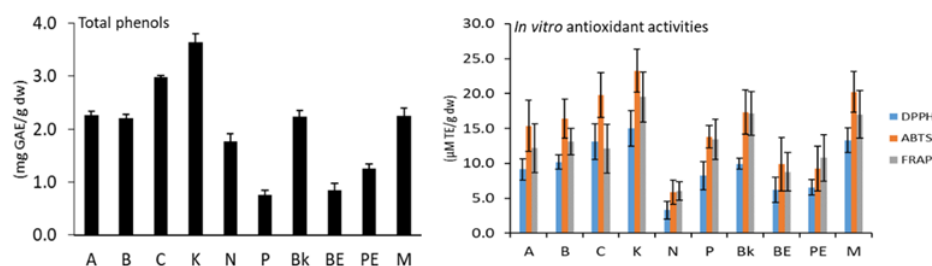 Total phenols
4.0
3.0
2.0
1.0
0.0
(mg GAE/g dw)
A B C K N P Bk BE PE M
In vitro antioxidant activities
30.0
25.0
20.0
15.0
10.0
5.0
0.0
(µM TE/g dw)
A B C K N P Bk BE PE M
DPPH
ABTS
FRAP